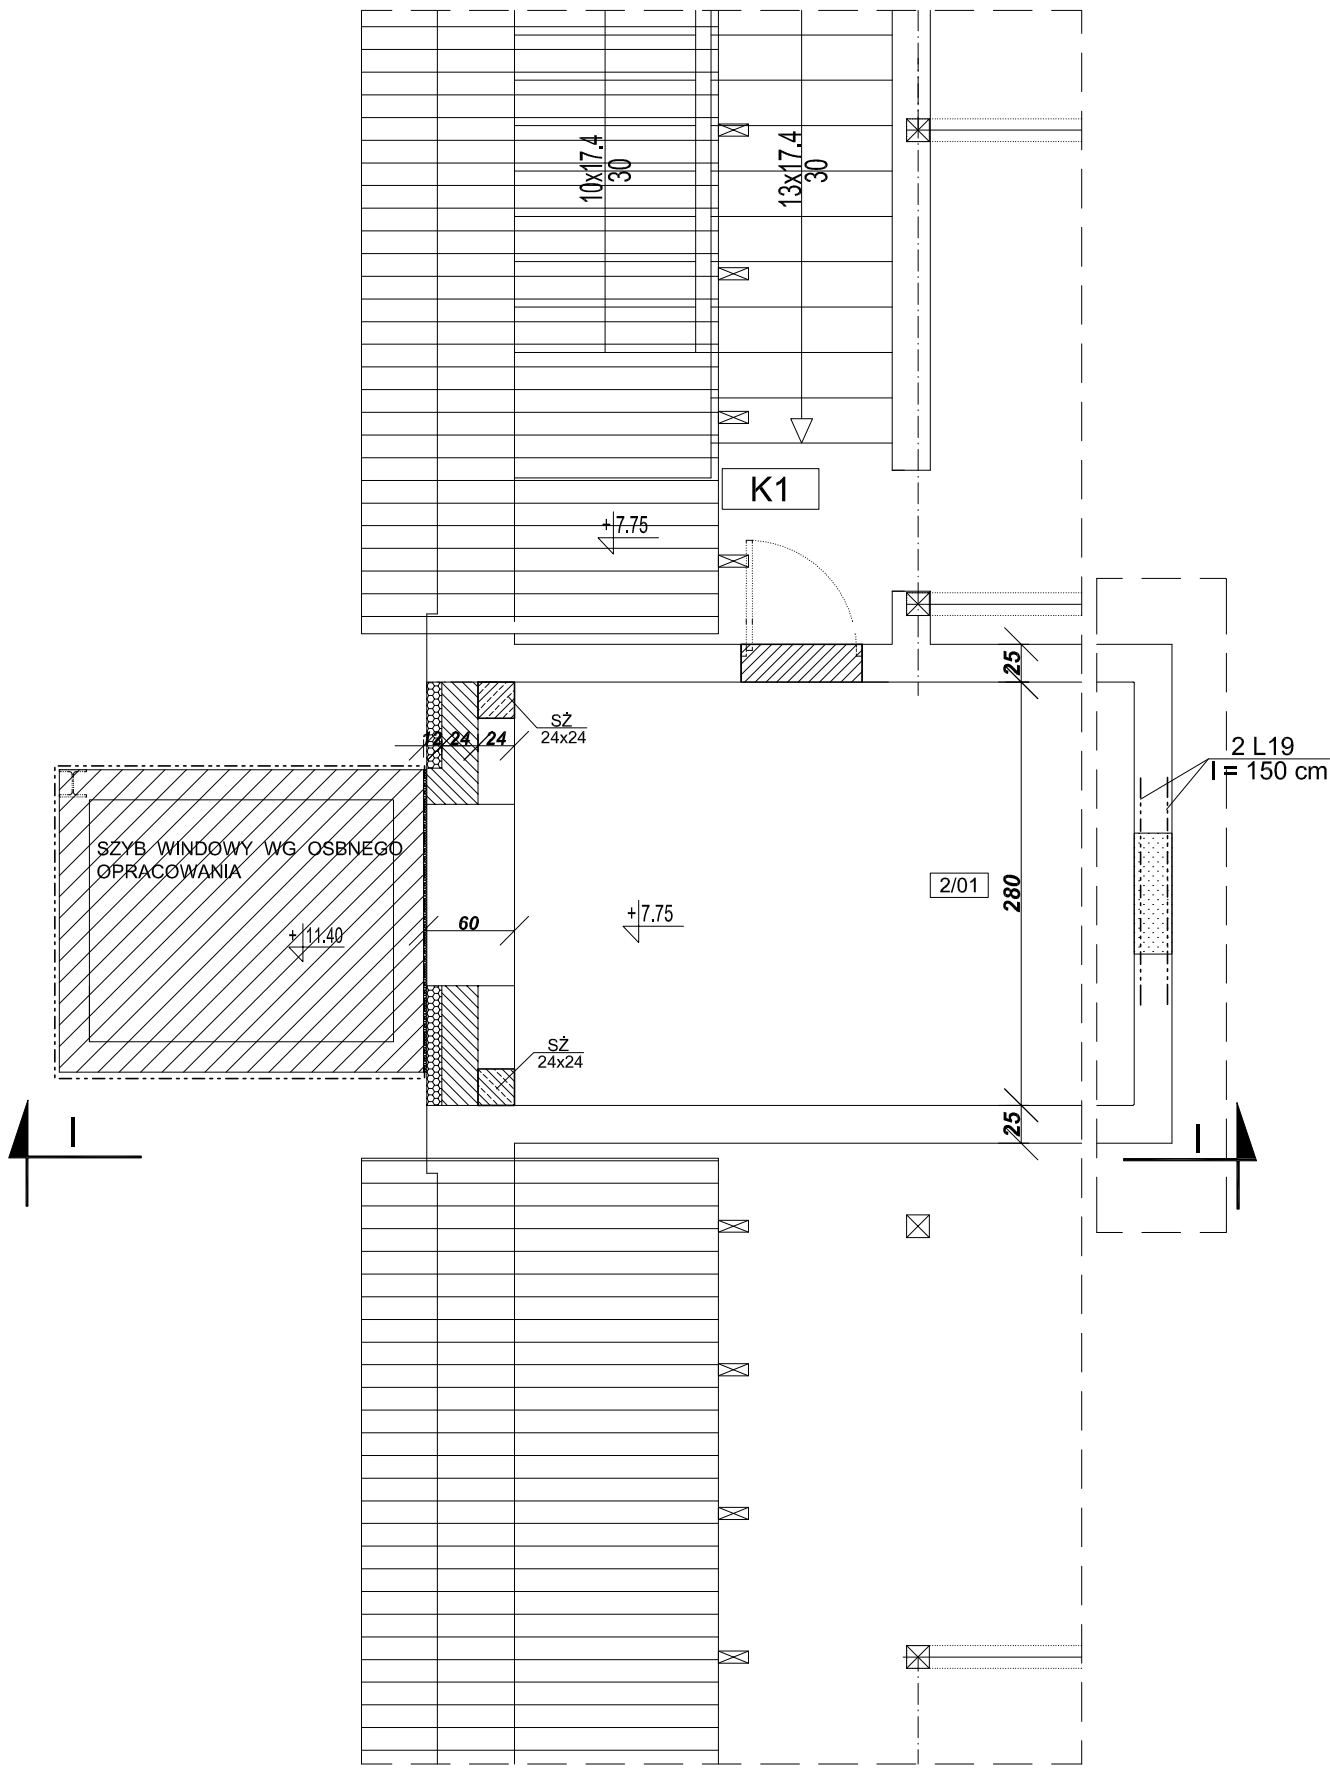 10x17.4
30
13x17.4
30
K1
+7.75
25
SŻ
24x24
12 24 24
2 L19
l = 150 cm
SZYB WINDOWY WG OSBNEGO
OPRACOWANIA
2/01
280
60
+7.75
+11.40
SŻ
24x24
25
I
I